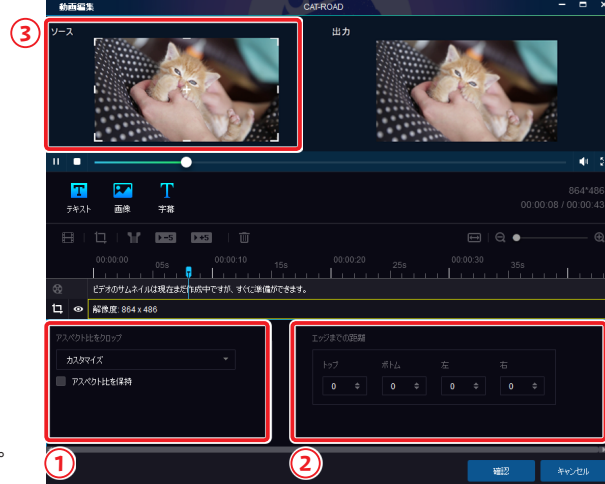 動画編集
CAT-ROAD
③
ソース
出力
テキスト
画像
字幕
864*486
00:00:08 / 00:00:43
-5
+5
00:00:00
05s
00:00:10
15s
00:00:20
25s
00:00:30
35s
ビデオのサムネイルは現在まだ作成中ですが、すぐに準備ができます。
解像度: 864 x 486
アスペクト比をクロップ
カスタマイズ
アスペクト比を保持
エッジまでの距離
トップ
ボトム
左
右
0
0
0
0
。
①
②
確認
キャンセル